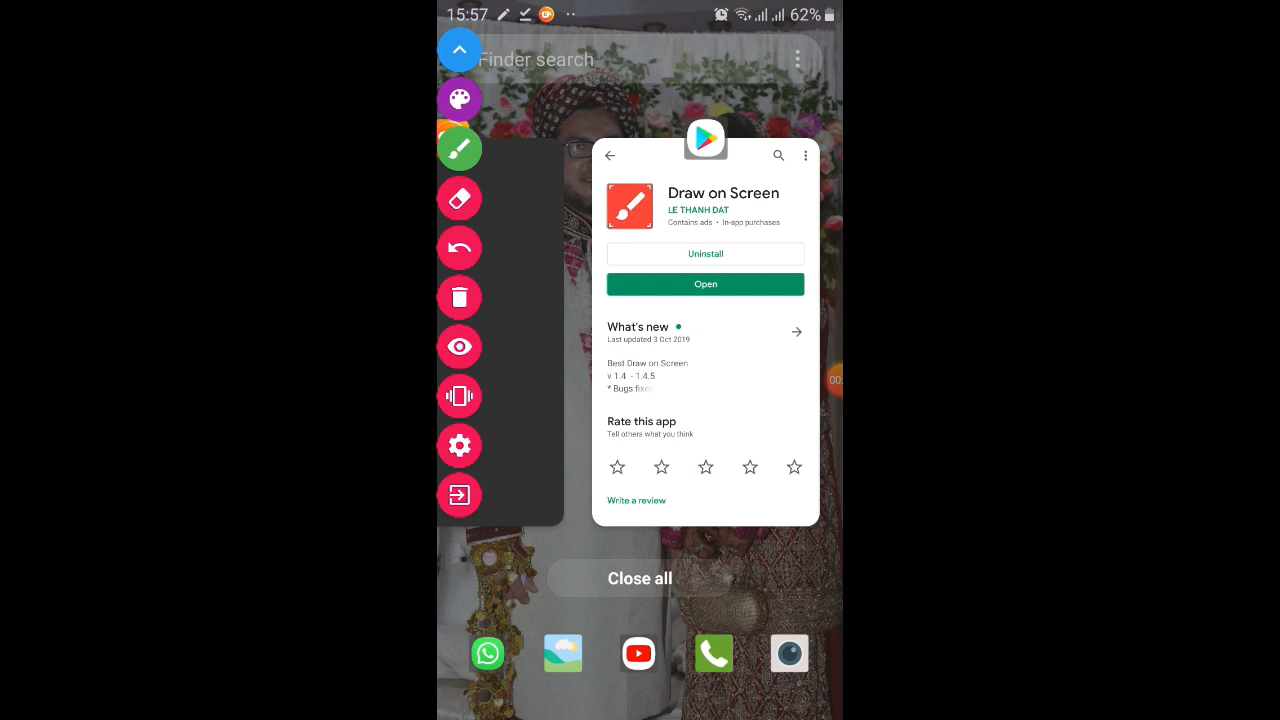 15:57
62%
Finder search
Draw on Screen
LE THANH DAT
Contains ads • In-app purchases
Uninstall
Open
What's new
Last updated 3 Oct 2019
Best Draw on Screen
v 1.4 - 1.4.5
* Bugs fixe
00:
Rate this app
Tell others what you think
Write a review
Close all